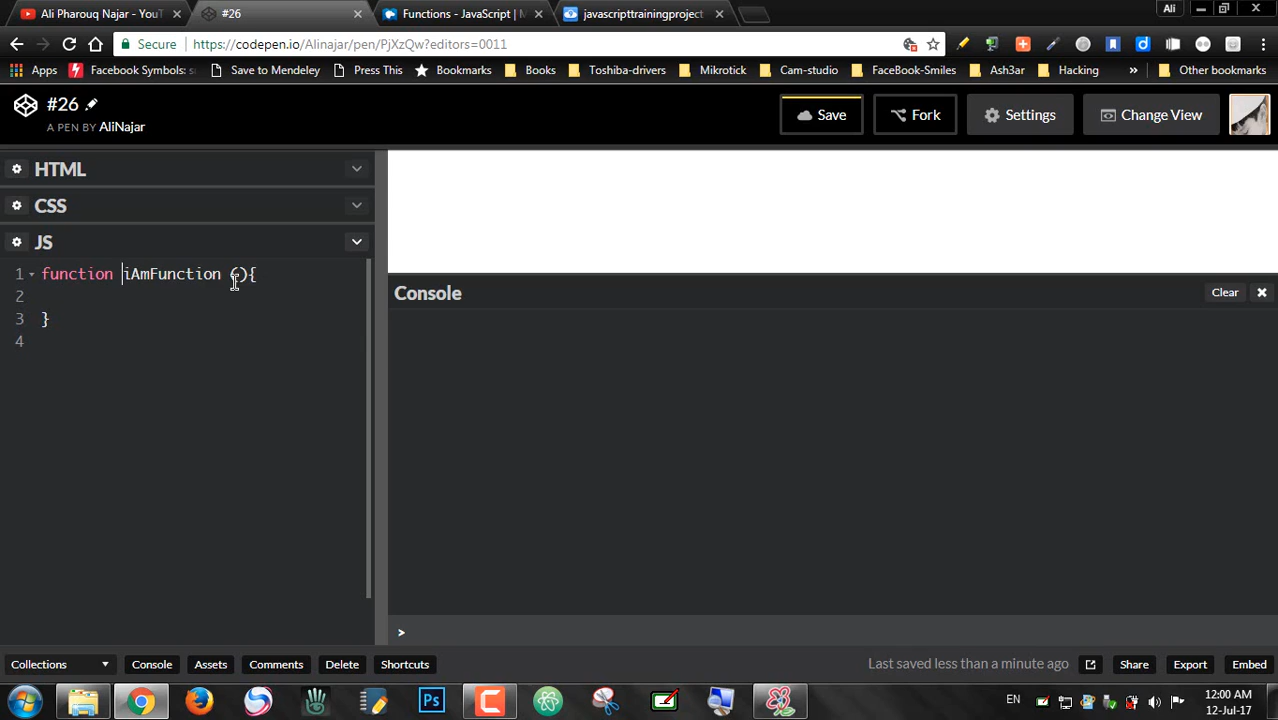 Ali Pharouq Najar - YouT
#26
Functions - JavaScript | M
javascripttrainingproject
Ali
Secure
https://codepen.io/Alinajar/pen/PjXzQw?editors=0011
Apps
Facebook Symbols: s
Save to Mendeley
Press This
Bookmarks
Books
Toshiba-drivers
Mikrotick
Cam-studio
FaceBook-Smiles
Ash3ar
Hacking
»
Other bookmarks
#26
A PEN BY AliNajar
Save
Fork
Settings
Change View
HTML
CSS
JS
1 function iAmFunction (){
2
3 }
4
Console
Clear
>
Collections
Console
Assets
Comments
Delete
Shortcuts
Last saved less than a minute ago
Share
Export
Embed
Ps
EN
12:00 AM
12-Jul-17